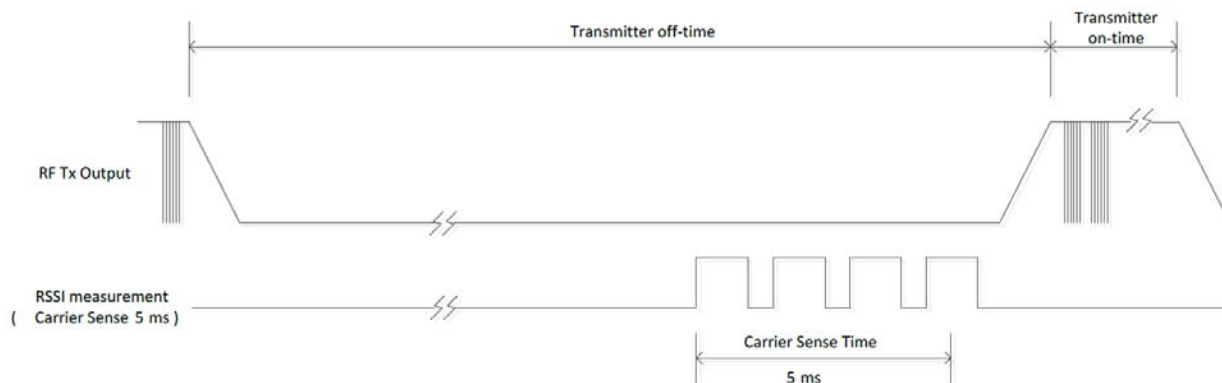 Transmitter off-time
Transmitter
on-time
RF Tx Output
RSSI measurement
( Carrier Sense 5 ms )
Carrier Sense Time
5 ms